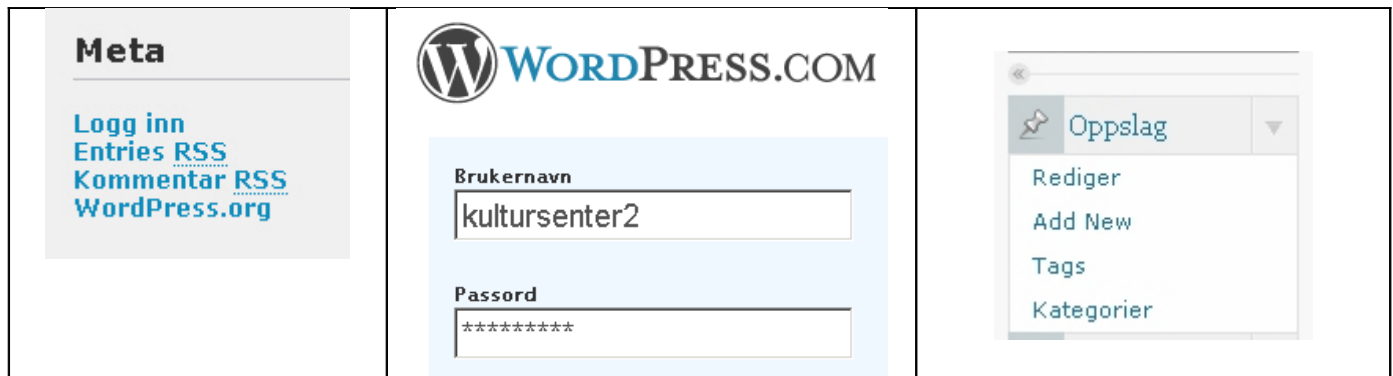 Meta
Logg inn
Entries RSS
Kommentar RSS
WordPress.org
WORDPRESS.COM
Brukernavn
kultursenter2
Passord
*********
Oppslag
Rediger
Add New
Tags
Kategorier